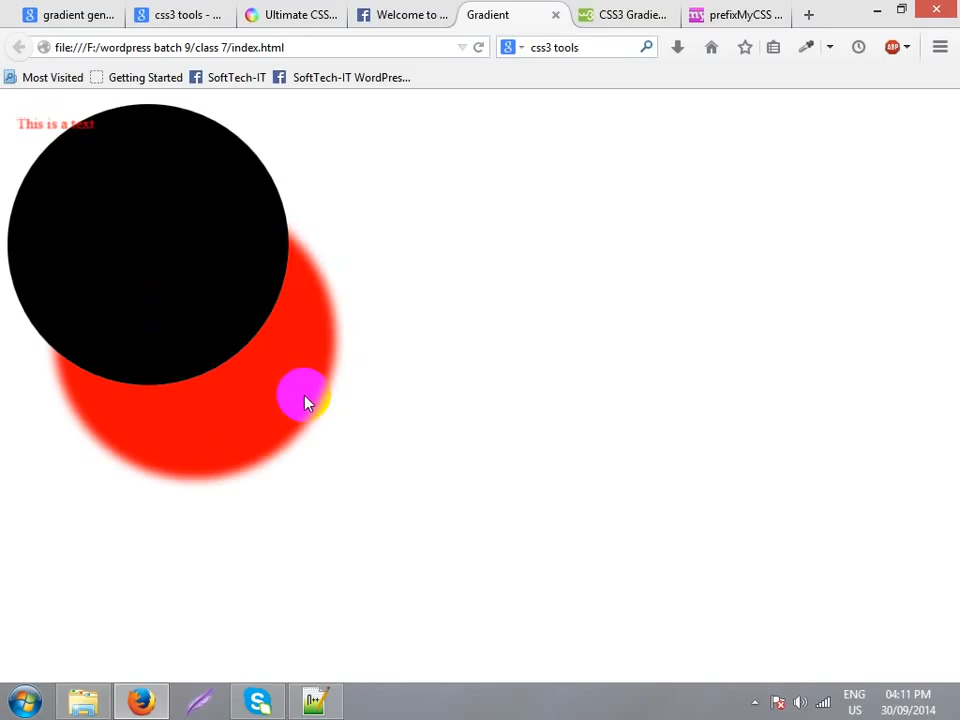 gradient gen...
css3 tools - ...
Ultimate CSS...
Welcome to ...
Gradient
CSS3 Gradie...
prefixMyCSS ...
file:///F:/wordpress batch 9/class 7/index.html
css3 tools
ABP
Most Visited
Getting Started
SoftTech-IT
SoftTech-IT WordPres...
This is a text
ENG
US
04:11 PM
30/09/2014